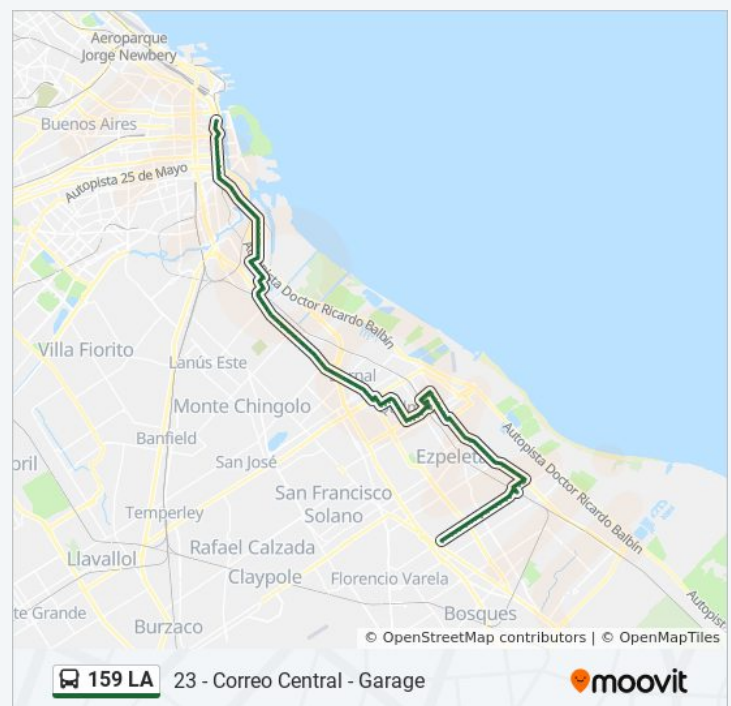 Aeroparque
Jorge Newbery
Buenos Aires
Autopista 25 de Mayo
Autopista Doctor Ricardo Balbín
Villa Fiorito
Lanús Este
Monte Chingolo
Banfield
San José
Ezpeleta
Autopista Doctor Ricardo Balbín
San Francisco
Solano
Temperley
Llavallol
Rafael Calzada
Claypole
Florencio Varela
Bosques
Burzaco
© OpenStreetMap contributors | © OpenMapTiles
159 LA
23 - Correo Central - Garage
moovit